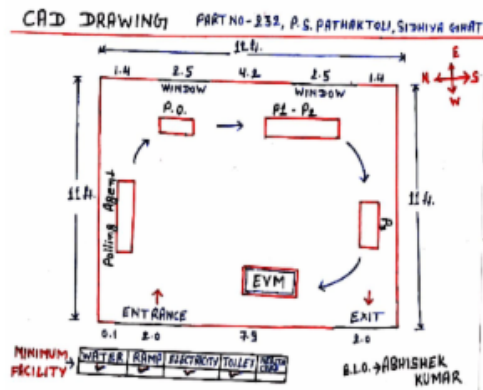 CAD DRAWING PART NO-232, P.S. PATHAKTOLI, SIDHIYA GHAT
12 ft.
1.4 2.5 4.2 2.5 1.4
WINDOW WINDOW
E
N S
W
P.O. P1 - P2
11 ft. 11 ft.
Polling Agent
P3
EVM
ENTRANCE EXIT
0.1 2.0 7.9 2.0
MINIMUM FACILITY
WATER RAMP ELECTRICITY TOILET
B.L.O. → ABHISHEK
KUMAR